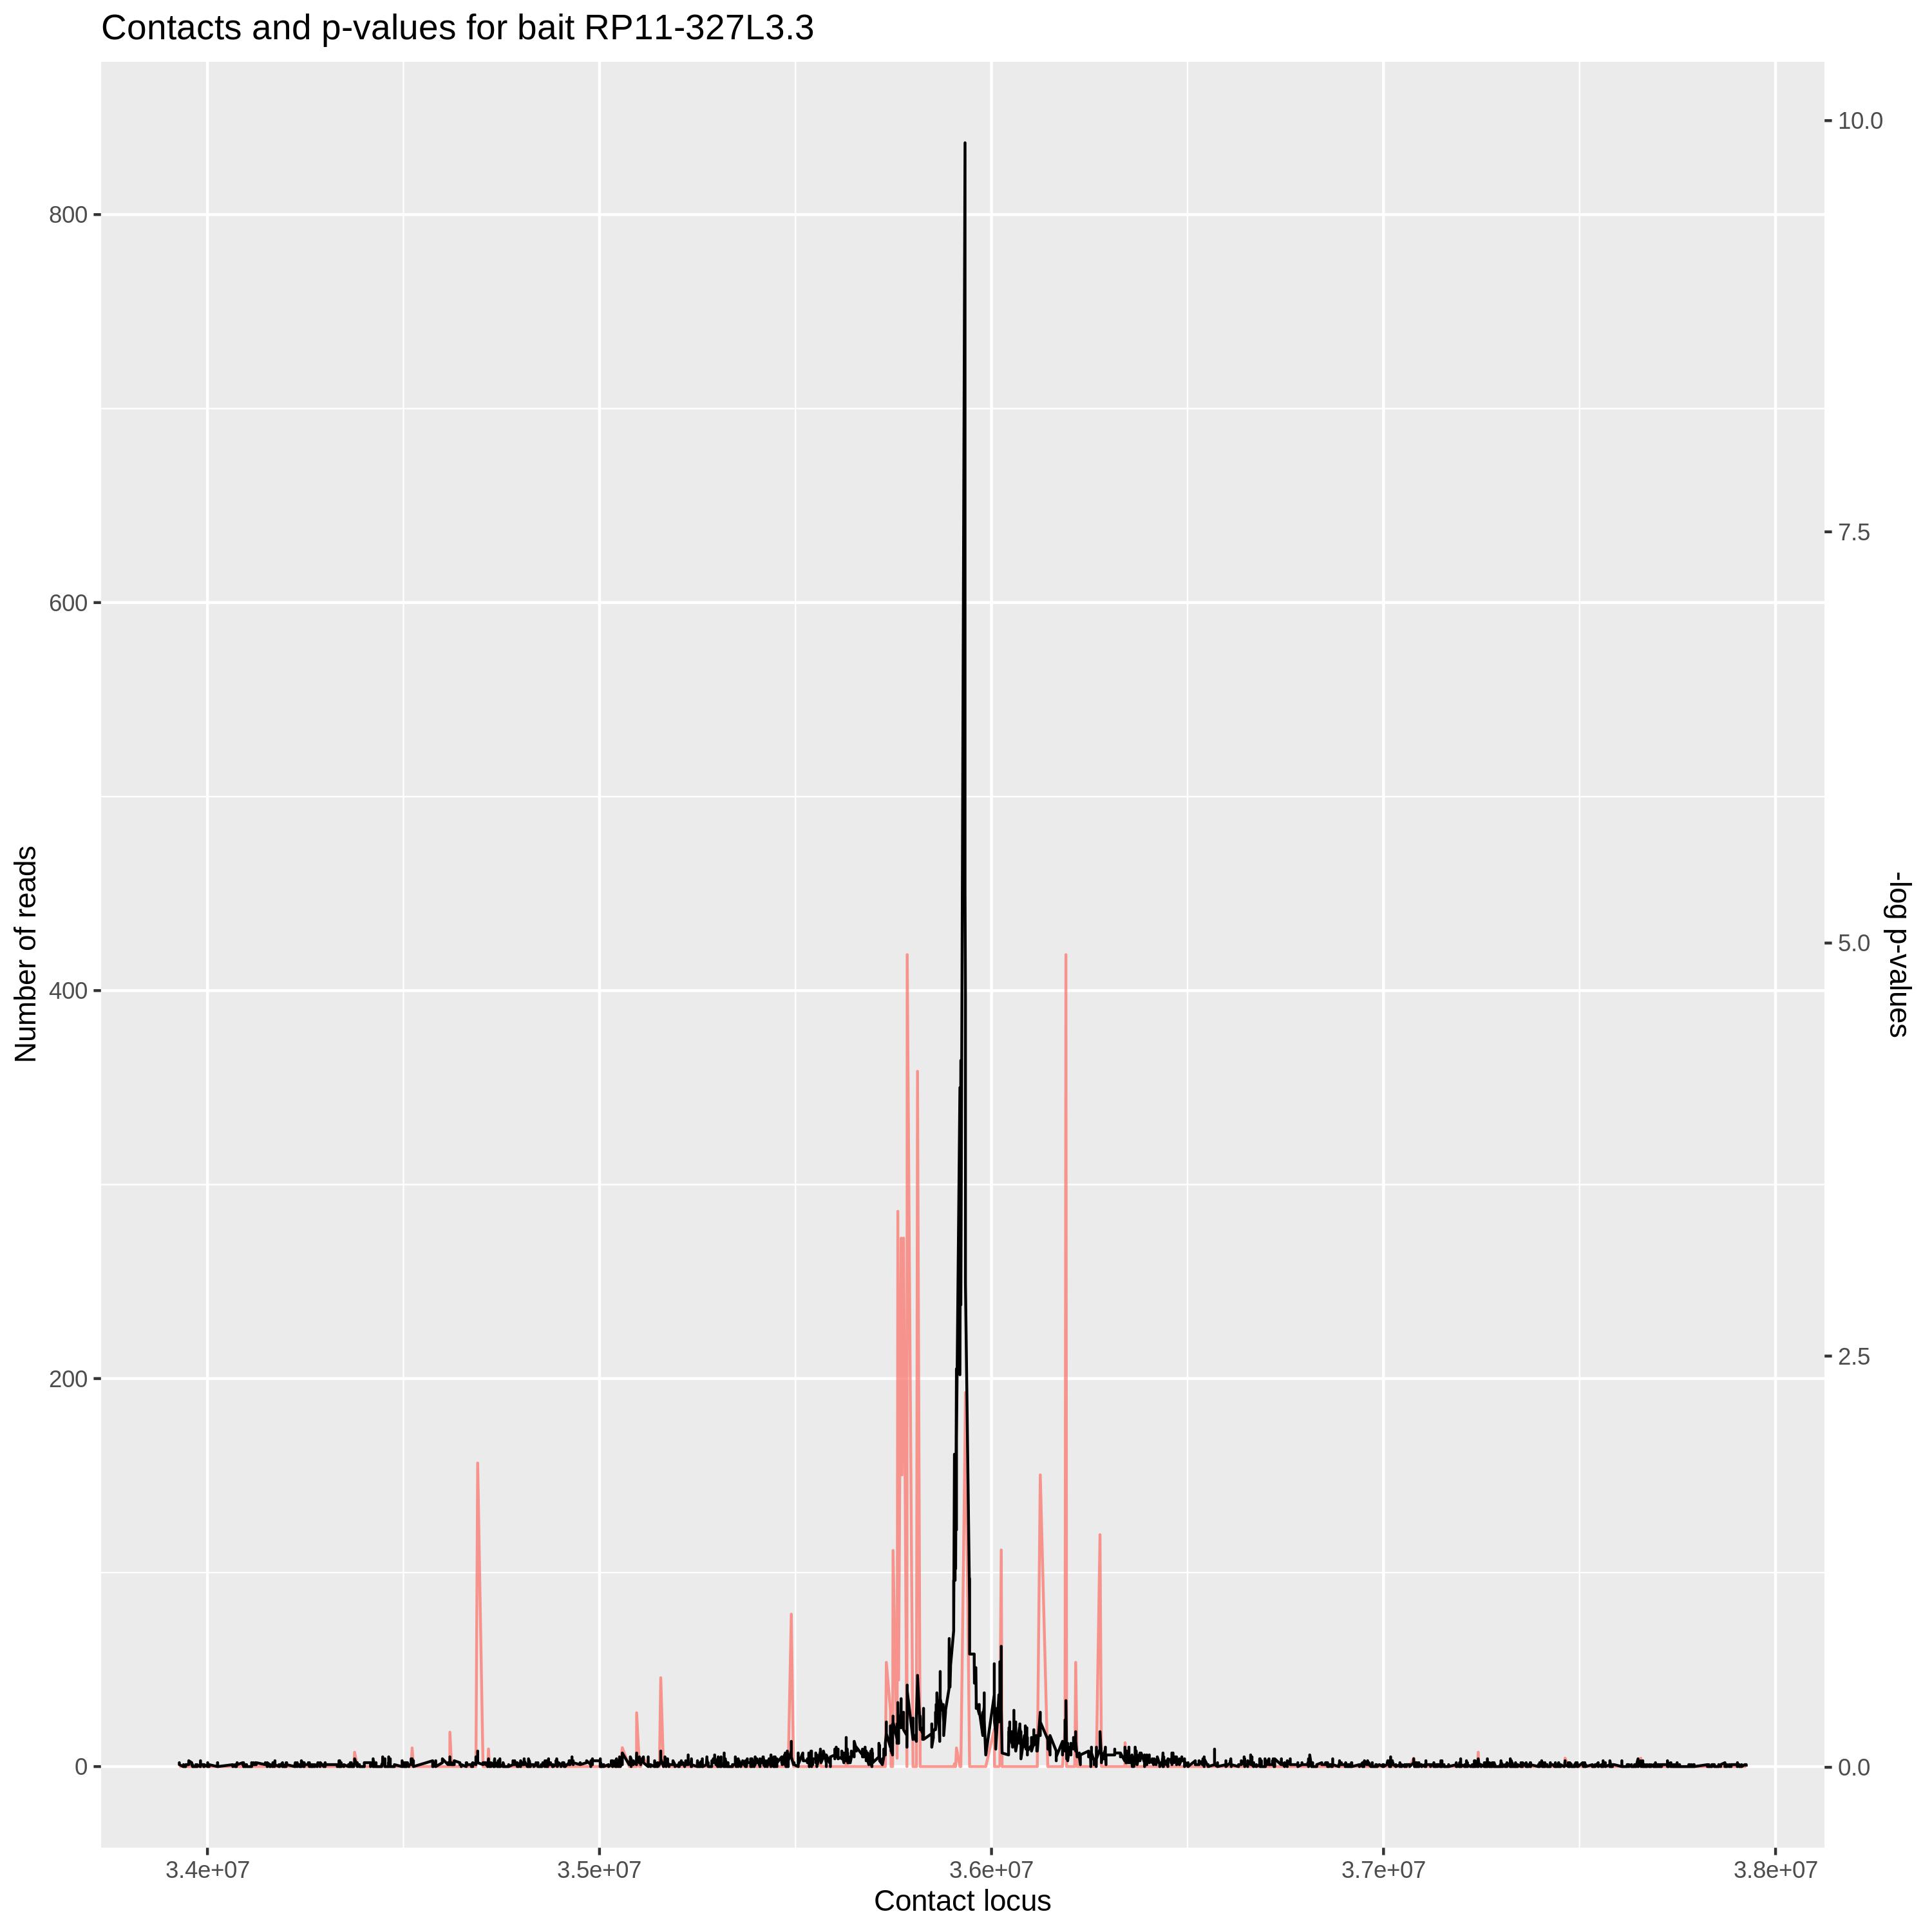 Contacts and p-values for bait RP11-327L3.3
10.0
800
7.5
600
Number of reads
-log p-values
5.0
400
2.5
200
0
0.0
3.4e+07 3.5e+07 3.6e+07 3.7e+07 3.8e+07
Contact locus